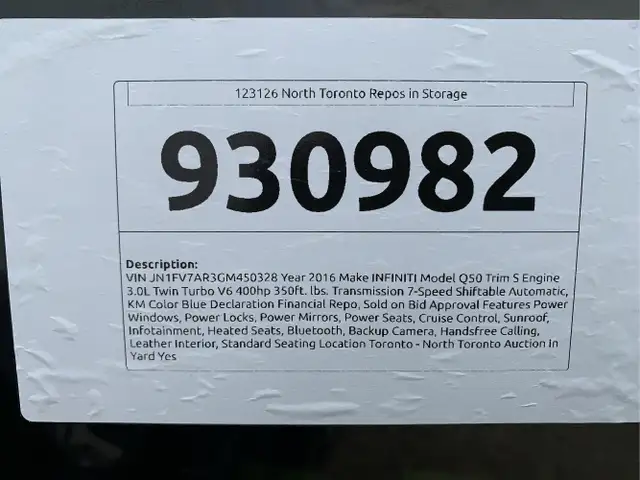 123126 North Toronto Repos in Storage
930982
Description:
VIN JN1FV7AR3GM450328 Year 2016 Make INFINITI Model Q50 Trim S Engine
3.0L Twin Turbo V6 400hp 350ft. lbs. Transmission 7-Speed Shiftable Automatic,
KM Color Blue Declaration Financial Repo, Sold on Bid Approval Features Power
Windows, Power Locks, Power Mirrors, Power Seats, Cruise Control, Sunroof,
Infotainment, Heated Seats, Bluetooth, Backup Camera, Handsfree Calling,
Leather Interior, Standard Seating Location Toronto - North Toronto Auction In
Yard Yes